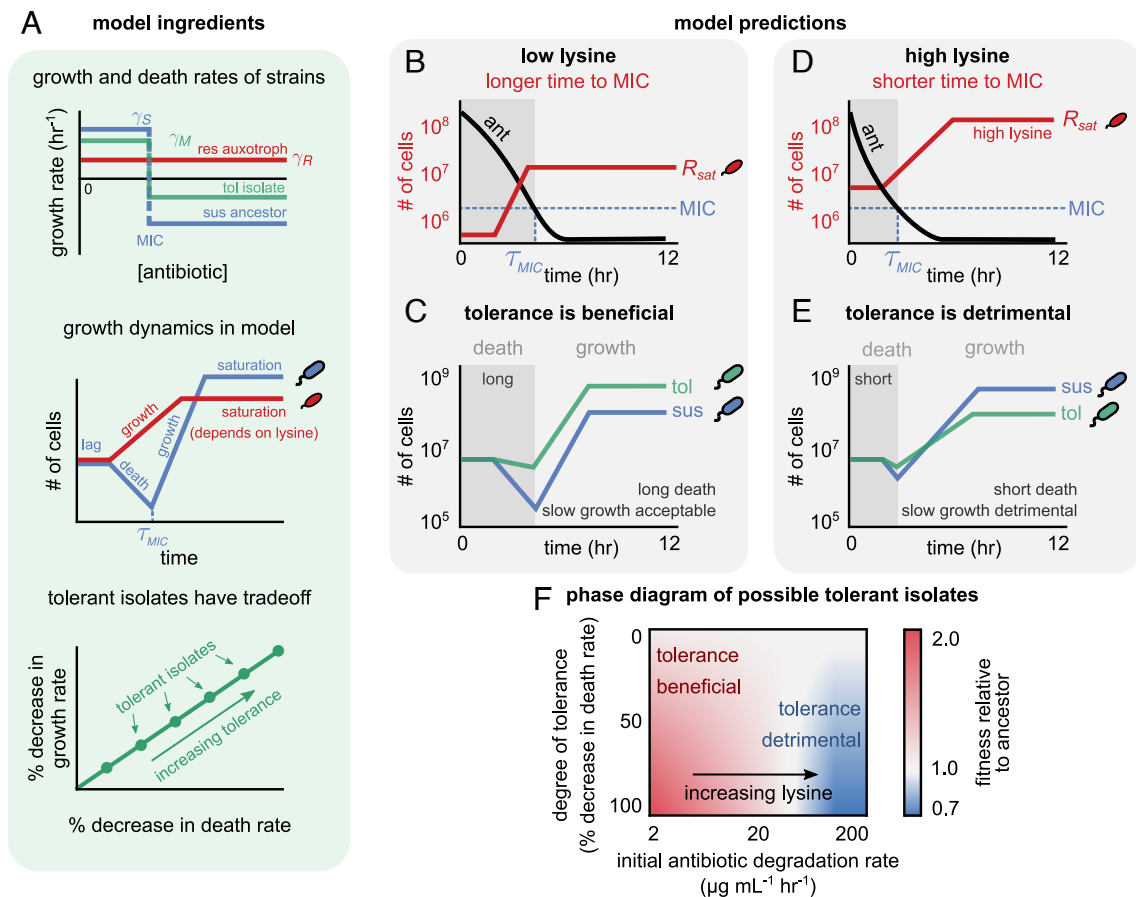 A
model ingredients
growth and death rates of strains
growth rate (hr⁻¹)
γS
γM
res auxotroph
γR
0
tol isolate
sus ancestor
MIC
[antibiotic]
growth dynamics in model
# of cells
saturation
growth
saturation
(depends on lysine)
lag
death
growth
τMIC
time
tolerant isolates have tradeoff
% decrease in
growth rate
tolerant isolates
increasing tolerance
% decrease in death rate
model predictions
B
low lysine
longer time to MIC
# of cells
10⁸
10⁷
10⁶
ant
Rsat
MIC
0
τMIC
time (hr)
12
C
tolerance is beneficial
death
growth
long
# of cells
10⁹
10⁷
10⁵
tol
sus
long death
slow growth acceptable
0
time (hr)
12
D
high lysine
shorter time to MIC
# of cells
10⁸
10⁷
10⁶
ant
Rsat
high lysine
MIC
0
τMIC
time (hr)
12
E
tolerance is detrimental
death
growth
short
# of cells
10⁹
10⁷
10⁵
sus
tol
short death
slow growth detrimental
0
time (hr)
12
F
phase diagram of possible tolerant isolates
degree of tolerance
(% decrease in death rate)
0
50
100
tolerance
beneficial
tolerance
detrimental
increasing lysine
2
20
200
initial antibiotic degradation rate
(µg mL⁻¹ hr⁻¹)
2.0
1.0
0.7
fitness relative
to ancestor